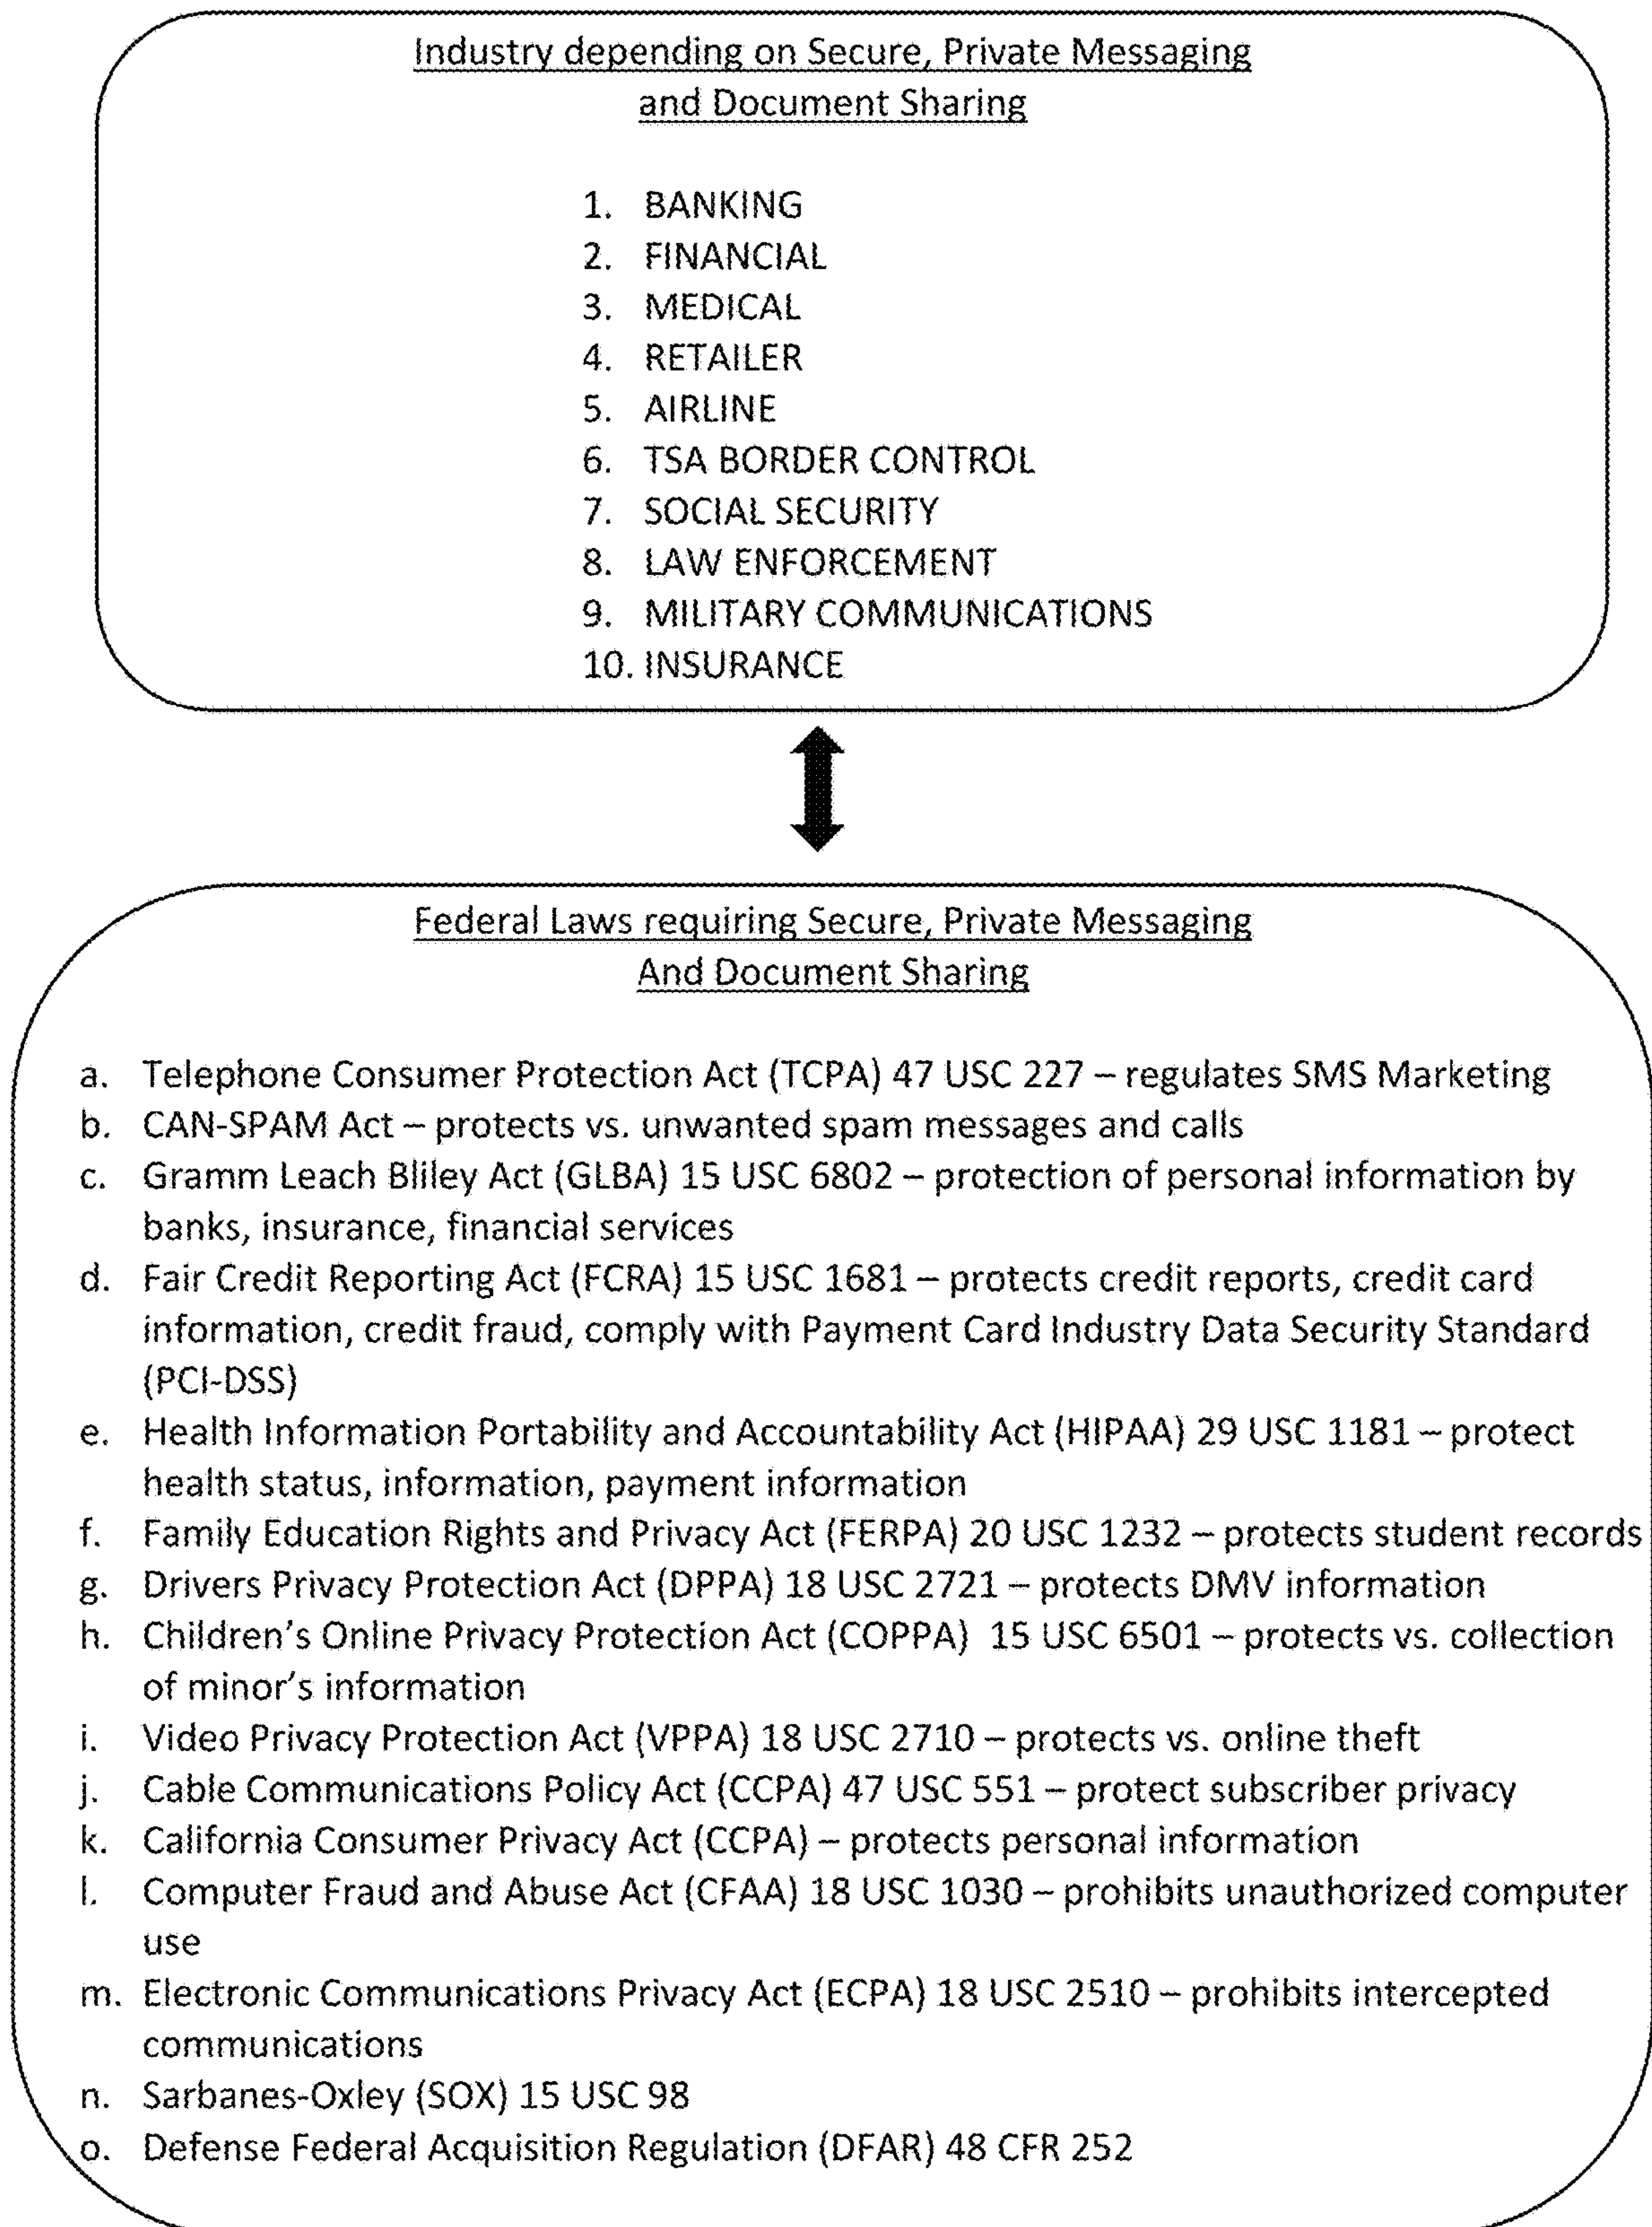 Industry depending on Secure, Private Messaging
and Document Sharing
1. BANKING
2. FINANCIAL
3. MEDICAL
4. RETAILER
5. AIRLINE
6. TSA BORDER CONTROL
7. SOCIAL SECURITY
8. LAW ENFORCEMENT
9. MILITARY COMMUNICATIONS
10. INSURANCE
Federal Laws requiring Secure, Private Messaging
And Document Sharing
a. Telephone Consumer Protection Act (TCPA) 47 USC 227 – regulates SMS Marketing
b. CAN-SPAM Act – protects vs. unwanted spam messages and calls
c. Gramm Leach Bliley Act (GLBA) 15 USC 6802 – protection of personal information by
banks, insurance, financial services
d. Fair Credit Reporting Act (FCRA) 15 USC 1681 – protects credit reports, credit card
information, credit fraud, comply with Payment Card Industry Data Security Standard
(PCI-DSS)
e. Health Information Portability and Accountability Act (HIPAA) 29 USC 1181 – protect
health status, information, payment information
f. Family Education Rights and Privacy Act (FERPA) 20 USC 1232 – protects student records
g. Drivers Privacy Protection Act (DPPA) 18 USC 2721 – protects DMV information
h. Children's Online Privacy Protection Act (COPPA)  15 USC 6501 – protects vs. collection
of minor's information
i. Video Privacy Protection Act (VPPA) 18 USC 2710 – protects vs. online theft
j. Cable Communications Policy Act (CCPA) 47 USC 551 – protect subscriber privacy
k. California Consumer Privacy Act (CCPA) – protects personal information
l. Computer Fraud and Abuse Act (CFAA) 18 USC 1030 – prohibits unauthorized computer
use
m. Electronic Communications Privacy Act (ECPA) 18 USC 2510 – prohibits intercepted
communications
n. Sarbanes-Oxley (SOX) 15 USC 98
o. Defense Federal Acquisition Regulation (DFAR) 48 CFR 252